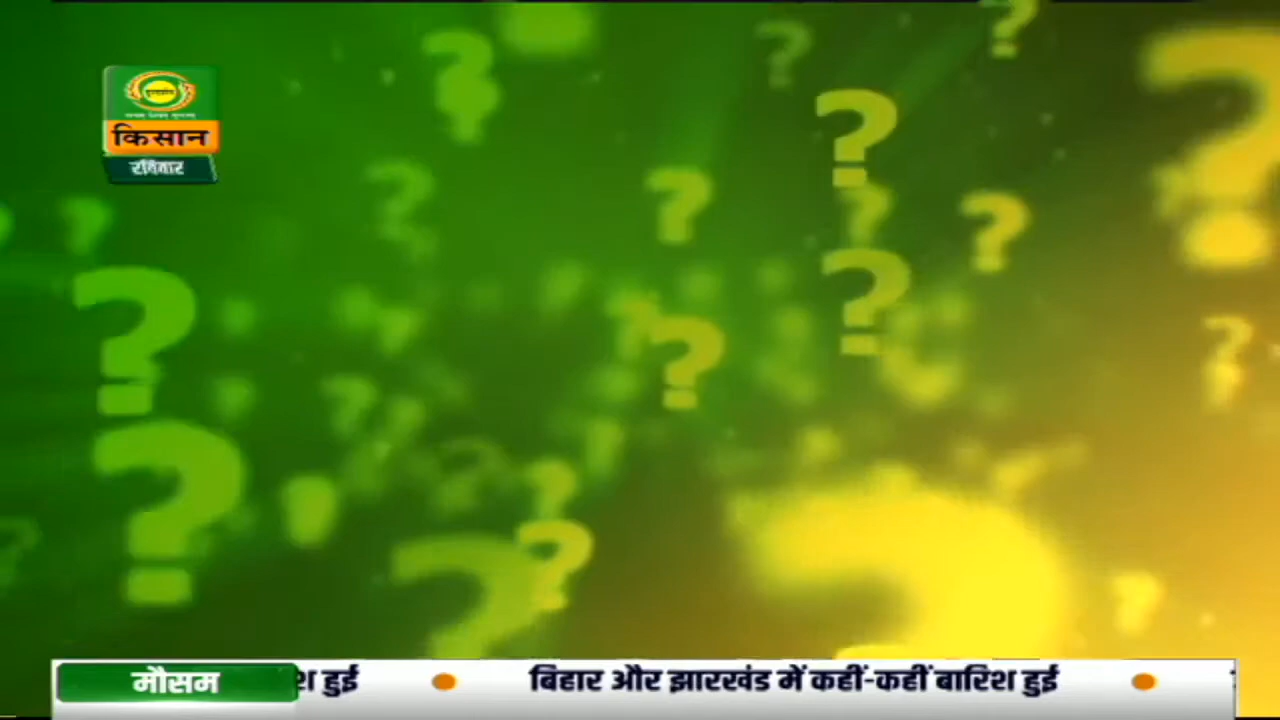 किसान
रविवार
मौसम
श हुई
बिहार और झारखंड में कहीं-कहीं बारिश हुई
?